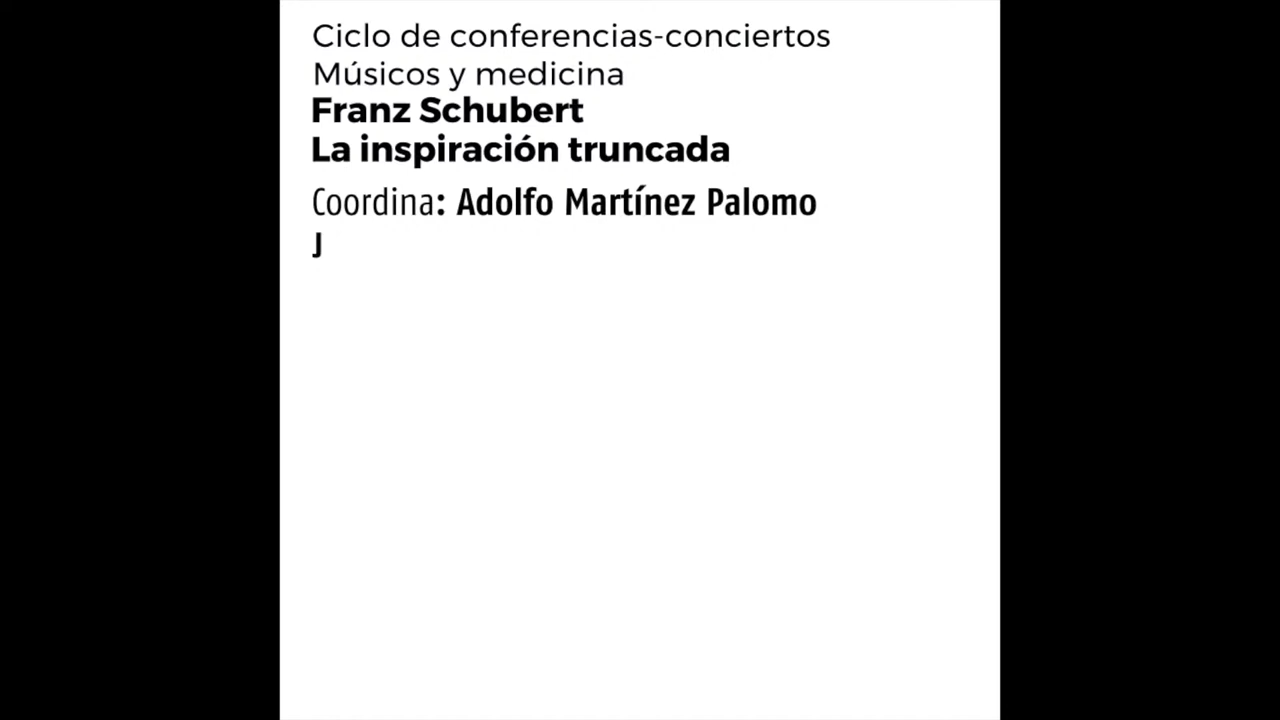 Ciclo de conferencias-conciertos
Músicos y medicina
Franz Schubert
La inspiración truncada
Coordina: Adolfo Martínez Palomo
J